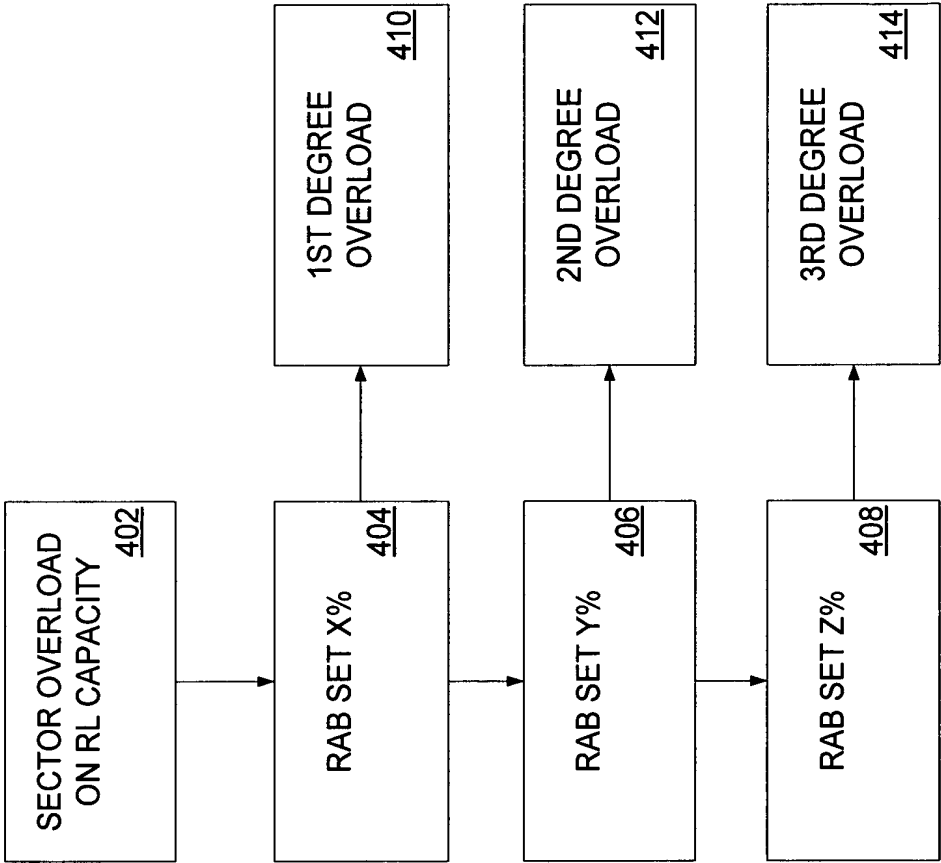 SECTOR OVERLOAD
ON RL CAPACITY
402
RAB SET X%
404
1ST DEGREE
OVERLOAD
410
RAB SET Y%
406
2ND DEGREE
OVERLOAD
412
RAB SET Z%
408
3RD DEGREE
OVERLOAD
414